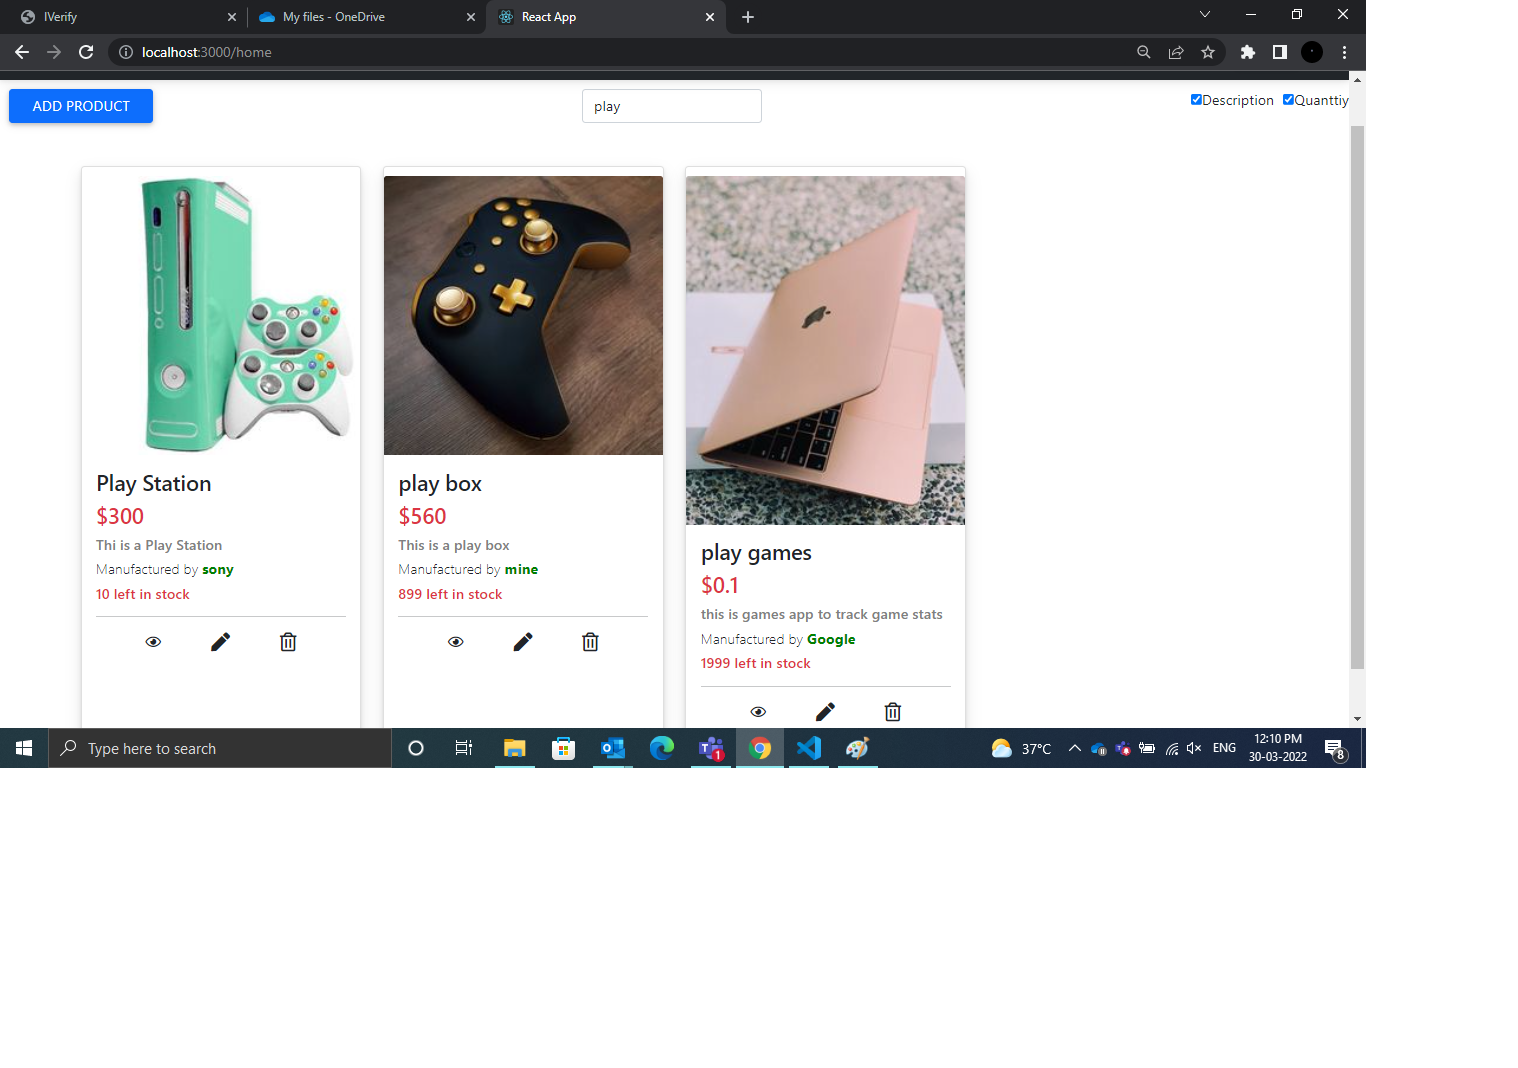 IVerify
My files - OneDrive
React App
localhost:3000/home
ADD PRODUCT
play
Description Quanttiy
Play Station
$300
Thi is a Play Station
Manufactured by sony
10 left in stock
play box
$560
This is a play box
Manufactured by mine
899 left in stock
play games
$0.1
this is games app to track game stats
Manufactured by Google
1999 left in stock
Type here to search
1
37°C
ENG
12:10 PM
30-03-2022
8